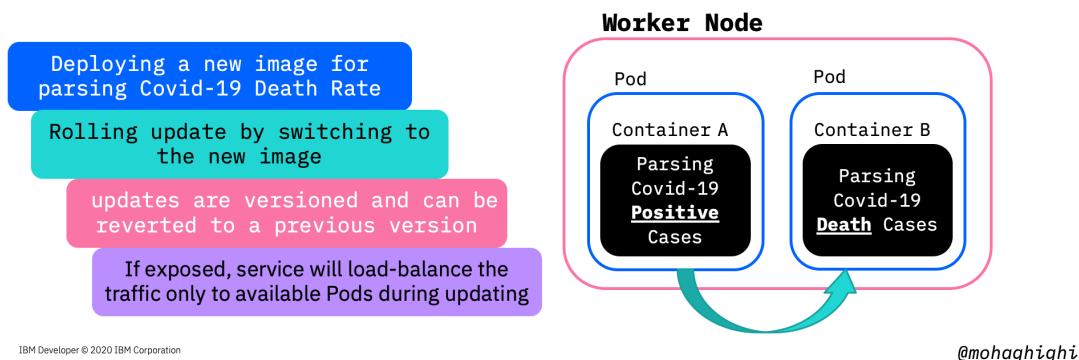 Deploying a new image for
parsing Covid-19 Death Rate
Rolling update by switching to
the new image
updates are versioned and can be
reverted to a previous version
If exposed, service will load-balance the
traffic only to available Pods during updating
Worker Node
Pod
Container A
Parsing
Covid-19
Positive
Cases
Pod
Container B
Parsing
Covid-19
Death Cases
IBM Developer © 2020 IBM Corporation
@mohaghighi